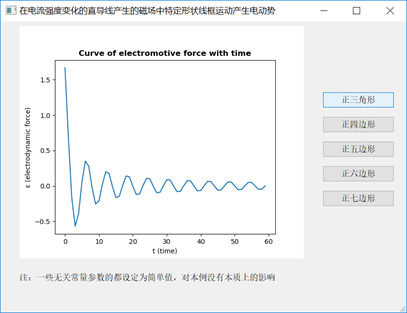 在电流强度变化的直导线产生的磁场中特定形状线框运动产生电动势
Curve of electromotive force with time
ε (electrodynamic force)
1.5
1.0
0.5
0.0
−0.5
0
10
20
30
40
50
60
t (time)
正三角形
正四边形
正五边形
正六边形
正七边形
注：一些无关常量参数的都设定为简单值，对本例没有本质上的影响